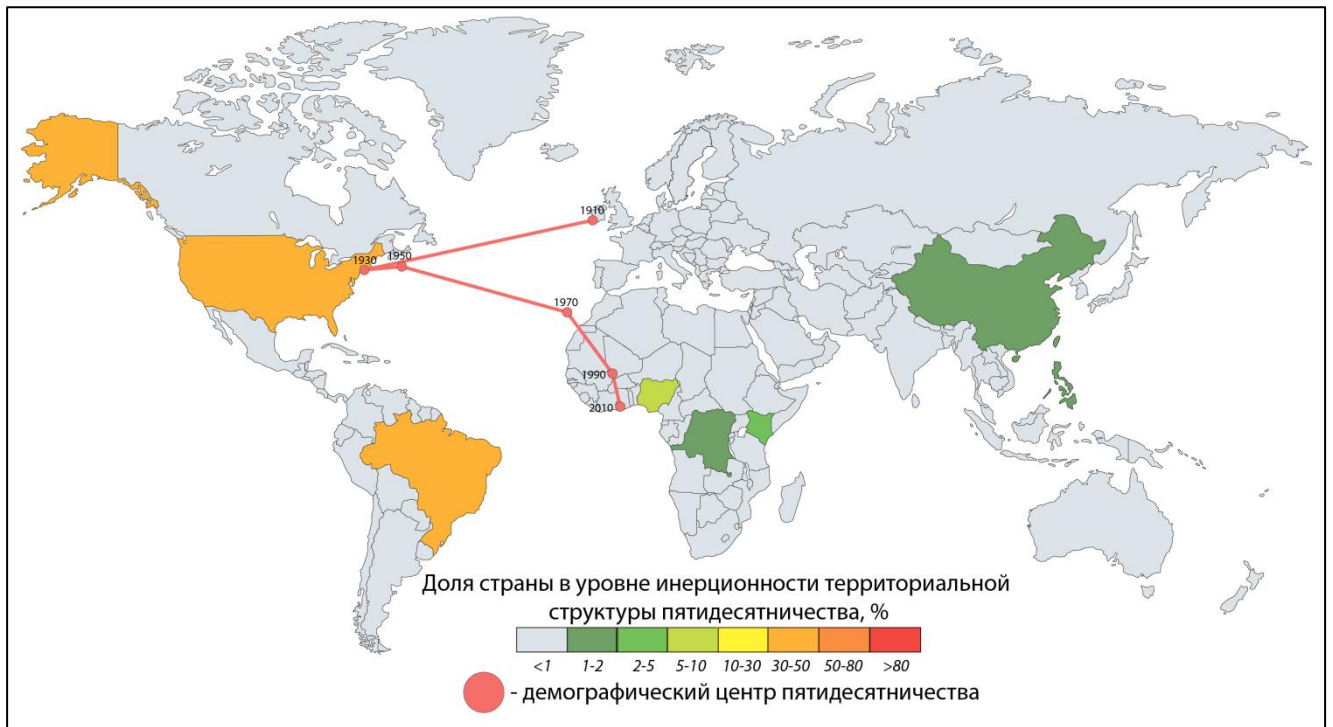 1910
1930
1950
1970
1990
2010
Доля страны в уровне инерционности территориальной
структуры пятидесятничества, %
<1 1-2 2-5 5-10 10-30 30-50 50-80 >80
- демографический центр пятидесятничества